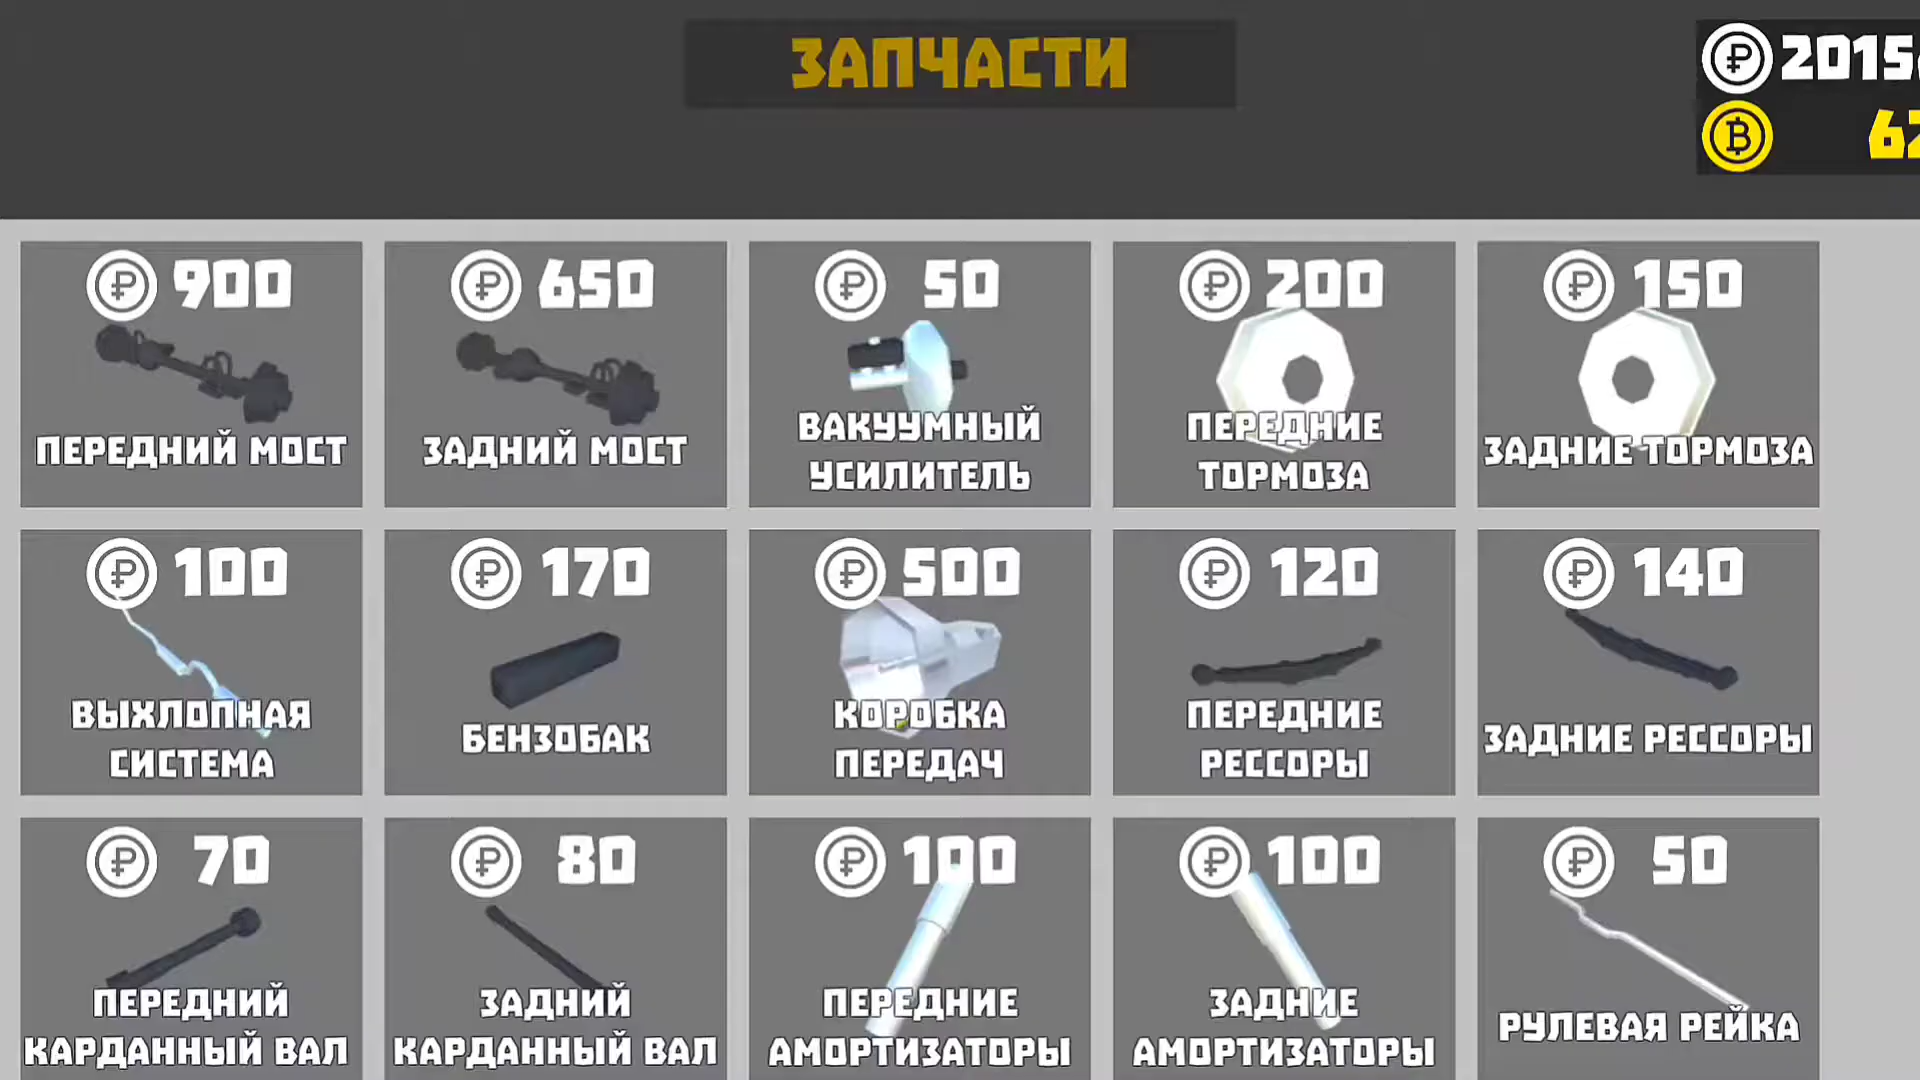 ЗАПЧАСТИ
2015
62
900
650
50
200
150
ПЕРЕДНИЙ МОСТ
ЗАДНИЙ МОСТ
ВАКУУМНЫЙ
УСИЛИТЕЛЬ
ПЕРЕДНИЕ
ТОРМОЗА
ЗАДНИЕ ТОРМОЗА
100
170
500
120
140
ВЫХЛОПНАЯ
СИСТЕМА
БЕНЗОБАК
КОРОБКА
ПЕРЕДАЧ
ПЕРЕДНИЕ
РЕССОРЫ
ЗАДНИЕ РЕССОРЫ
70
80
100
100
50
ПЕРЕДНИЙ
КАРДАННЫЙ ВАЛ
ЗАДНИЙ
КАРДАННЫЙ ВАЛ
ПЕРЕДНИЕ
АМОРТИЗАТОРЫ
ЗАДНИЕ
АМОРТИЗАТОРЫ
РУЛЕВАЯ РЕЙКА